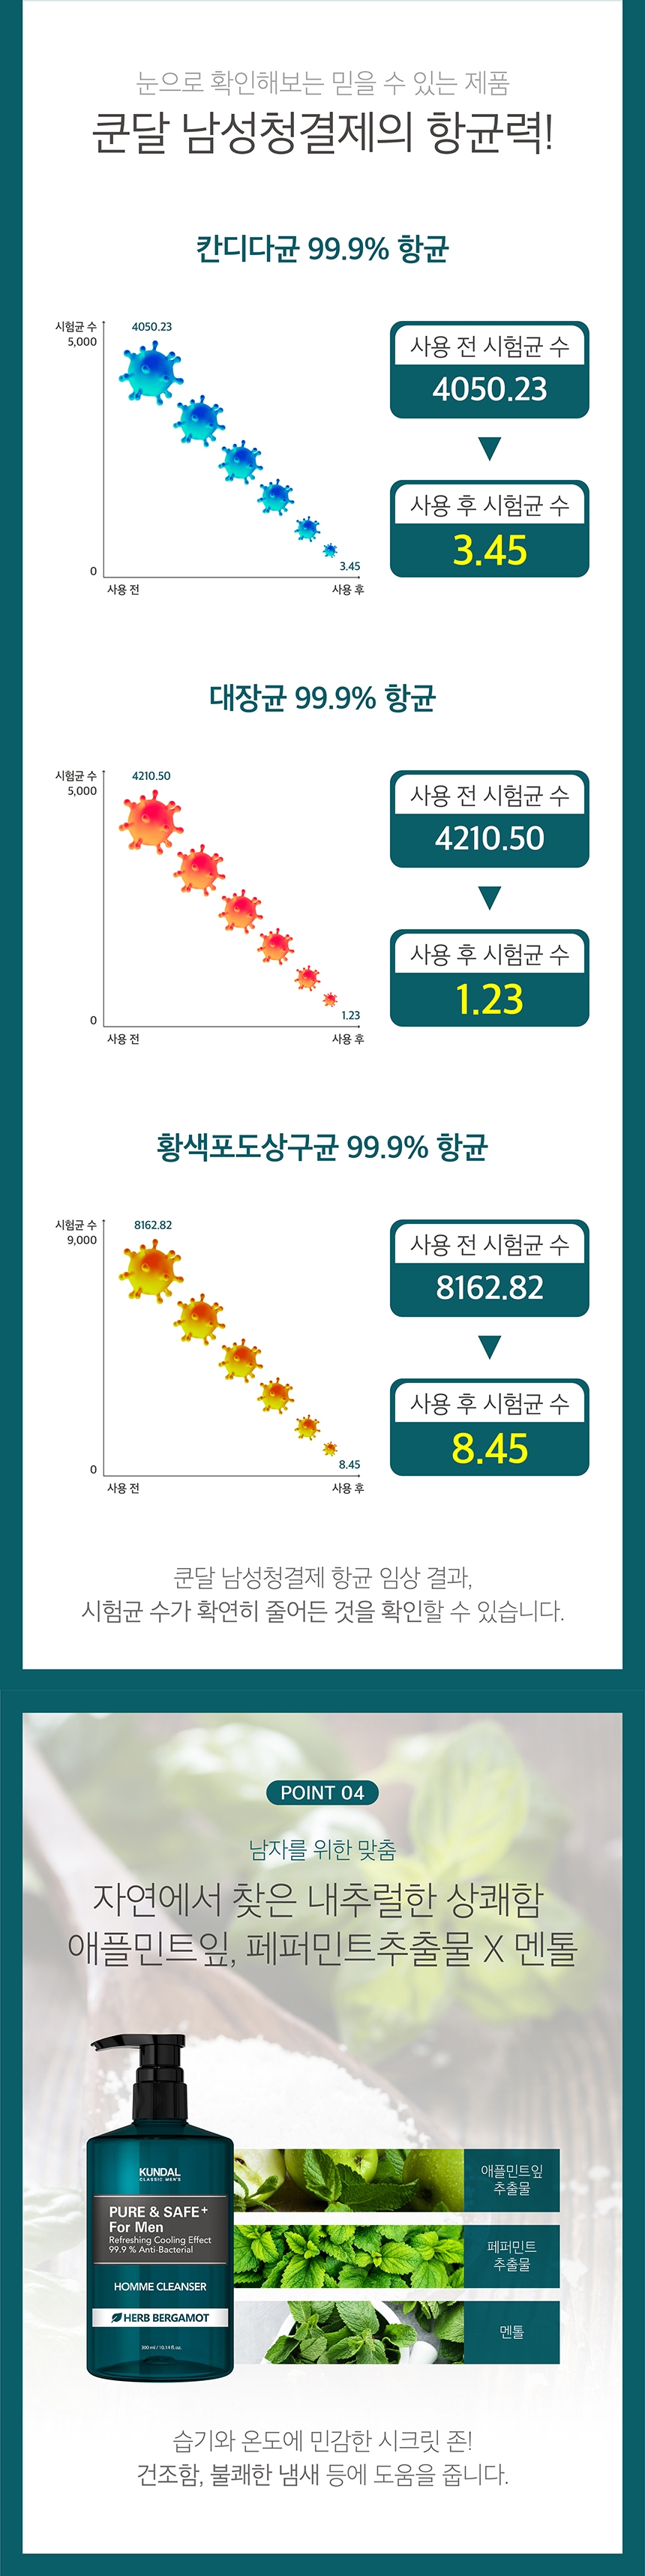 눈으로 확인해보는 믿을 수 있는 제품
쿤달 남성청결제의 항균력!
칸디다균 99.9% 항균
시험균 수
5,000
4050.23
0
3.45
사용 전
사용 후
사용 전 시험균 수
4050.23
▼
사용 후 시험균 수
3.45
대장균 99.9% 항균
시험균 수
5,000
4210.50
0
1.23
사용 전
사용 후
사용 전 시험균 수
4210.50
▼
사용 후 시험균 수
1.23
황색포도상구균 99.9% 항균
시험균 수
9,000
8162.82
0
8.45
사용 전
사용 후
사용 전 시험균 수
8162.82
▼
사용 후 시험균 수
8.45
쿤달 남성청결제 항균 임상 결과,
시험균 수가 확연히 줄어든 것을 확인할 수 있습니다.
POINT 04
남자를 위한 맞춤
자연에서 찾은 내추럴한 상쾌함
애플민트잎, 페퍼민트추출물 X 멘톨
KUNDAL
CLASSIC MEN'S
PURE & SAFE+
For Men
Refreshing Cooling Effect
99.9 % Anti-Bacterial
HOMME CLEANSER
HERB BERGAMOT
300 ml / 10.14 fl. oz.
애플민트잎
추출물
페퍼민트
추출물
멘톨
습기와 온도에 민감한 시크릿 존!
건조함, 불쾌한 냄새 등에 도움을 줍니다.